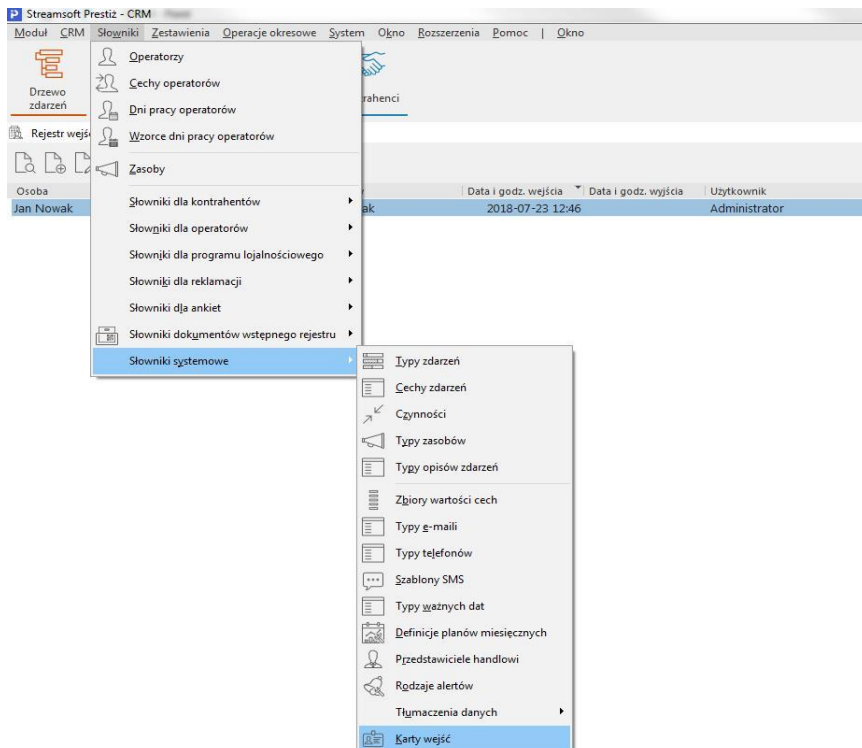 Streamsoft Prestiż - CRM
Moduł CRM Słowniki Zestawienia Operacje okresowe System Okno Rozszerzenia Pomoc | Okno
Drzewo
zdarzeń
rahenci
Rejestr wejś
Osoba
Data i godz. wejścia Data i godz. wyjścia Użytkownik
Jan Nowak
ak 2018-07-23 12:46 Administrator
Operatorzy
Cechy operatorów
Dni pracy operatorów
Wzorce dni pracy operatorów
Zasoby
Słowniki dla kontrahentów
Słowniki dla operatorów
Słowniki dla programu lojalnościowego
Słowniki dla reklamacji
Słowniki dla ankiet
Słowniki dokumentów wstępnego rejestru
Słowniki systemowe
Typy zdarzeń
Cechy zdarzeń
Czynności
Typy zasobów
Typy opisów zdarzeń
Zbiory wartości cech
Typy e-maili
Typy telefonów
Szablony SMS
Typy ważnych dat
Definicje planów miesięcznych
Przedstawiciele handlowi
Rodzaje alertów
Tłumaczenia danych
Karty wejść